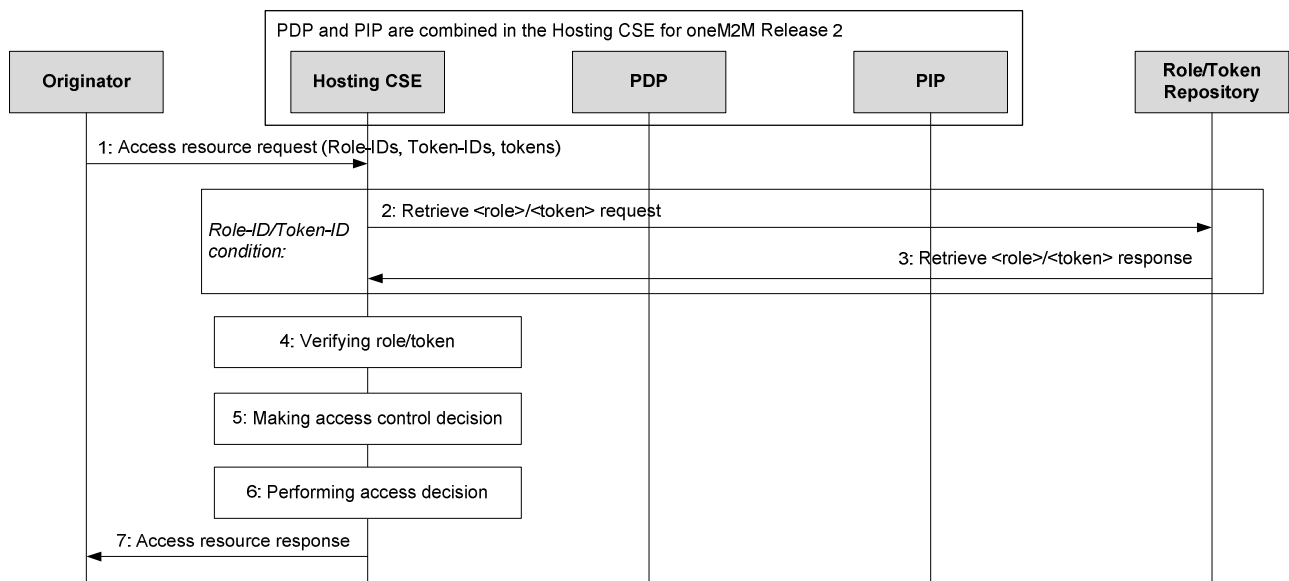 PDP and PIP are combined in the Hosting CSE for oneM2M Release 2
Originator
Hosting CSE
PDP
PIP
Role/Token
Repository
1: Access resource request (Role-IDs, Token-IDs, tokens)
Role-ID/Token-ID
condition:
2: Retrieve <role>/<token> request
3: Retrieve <role>/<token> response
4: Verifying role/token
5: Making access control decision
6: Performing access decision
7: Access resource response